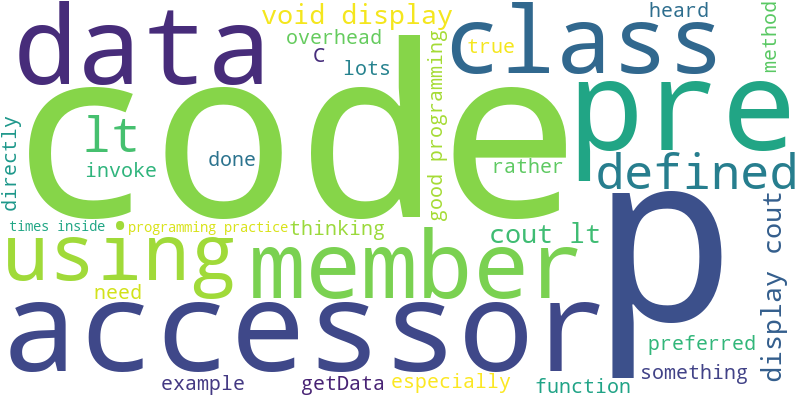 void display
heard
data
class
overhead
C
true
method
lots
code
good programming
pre
lt
directly
invoke
done
rather
defined
p
times inside
programming practice
thinking
using
member
cout lt
display cout
need
accessor
preferred
something
example
getData
especially
function